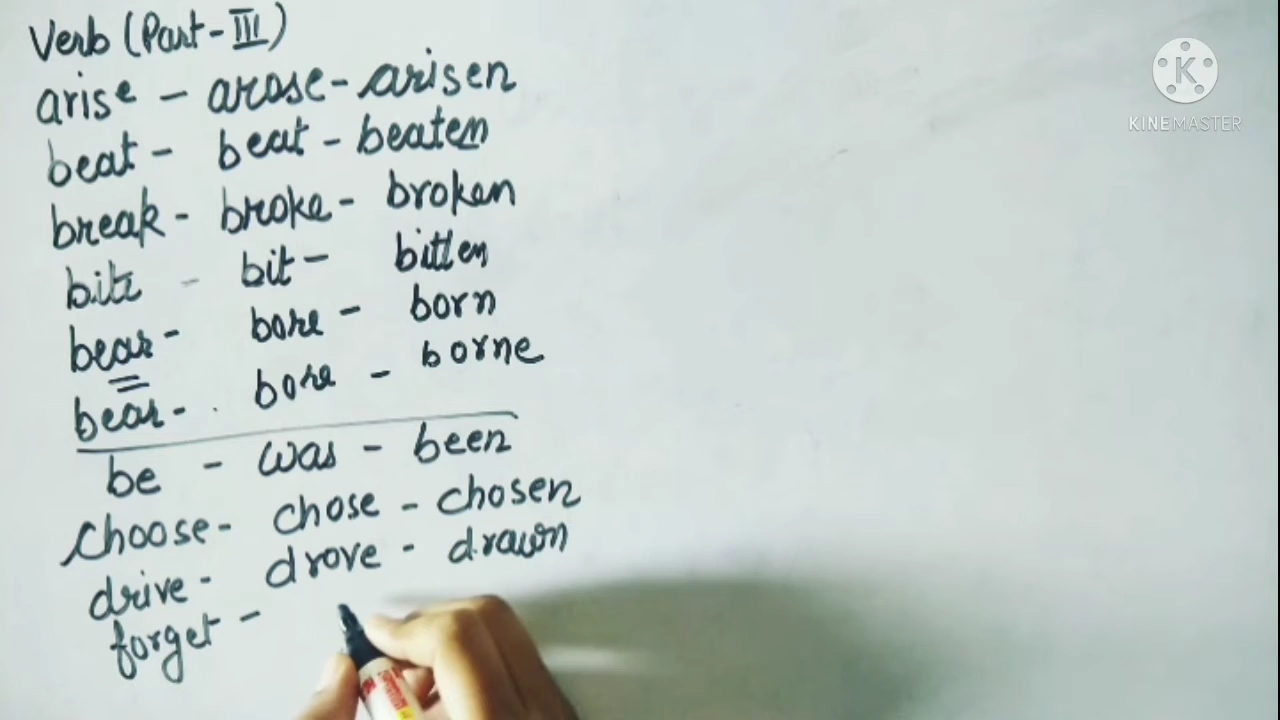 Verb (Part-III)
arise - arose - arisen
beat - beat - beaten
break - broke - broken
bite - bit - bitten
bear - bore - born
bear - bore - borne
be - was - been
choose - chose - chosen
drive - drove - drawn
forget -
K
KINEMASTER